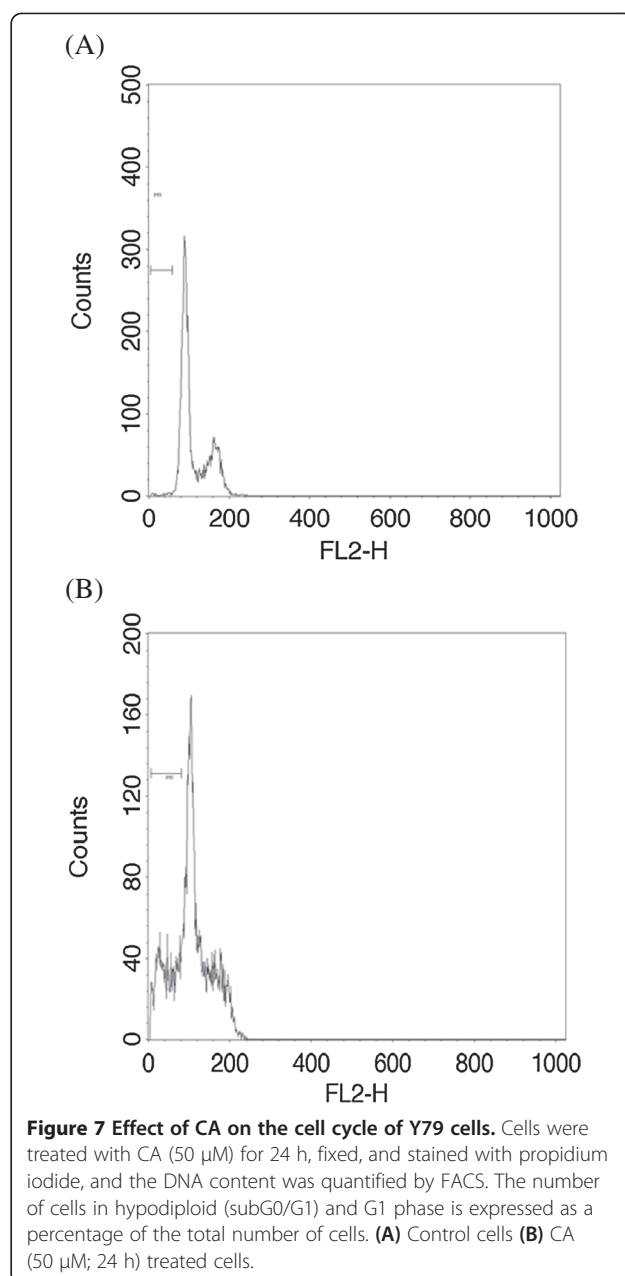 (A)
500
400
300
200
100
0
Counts
0 200 400 600 800 1000
FL2-H
(B)
200
160
120
80
40
0
Counts
0 200 400 600 800 1000
FL2-H
Figure 7 Effect of CA on the cell cycle of Y79 cells. Cells were
treated with CA (50 μM) for 24 h, fixed, and stained with propidium
iodide, and the DNA content was quantified by FACS. The number
of cells in hypodiploid (subG0/G1) and G1 phase is expressed as a
percentage of the total number of cells. (A) Control cells (B) CA
(50 μM; 24 h) treated cells.